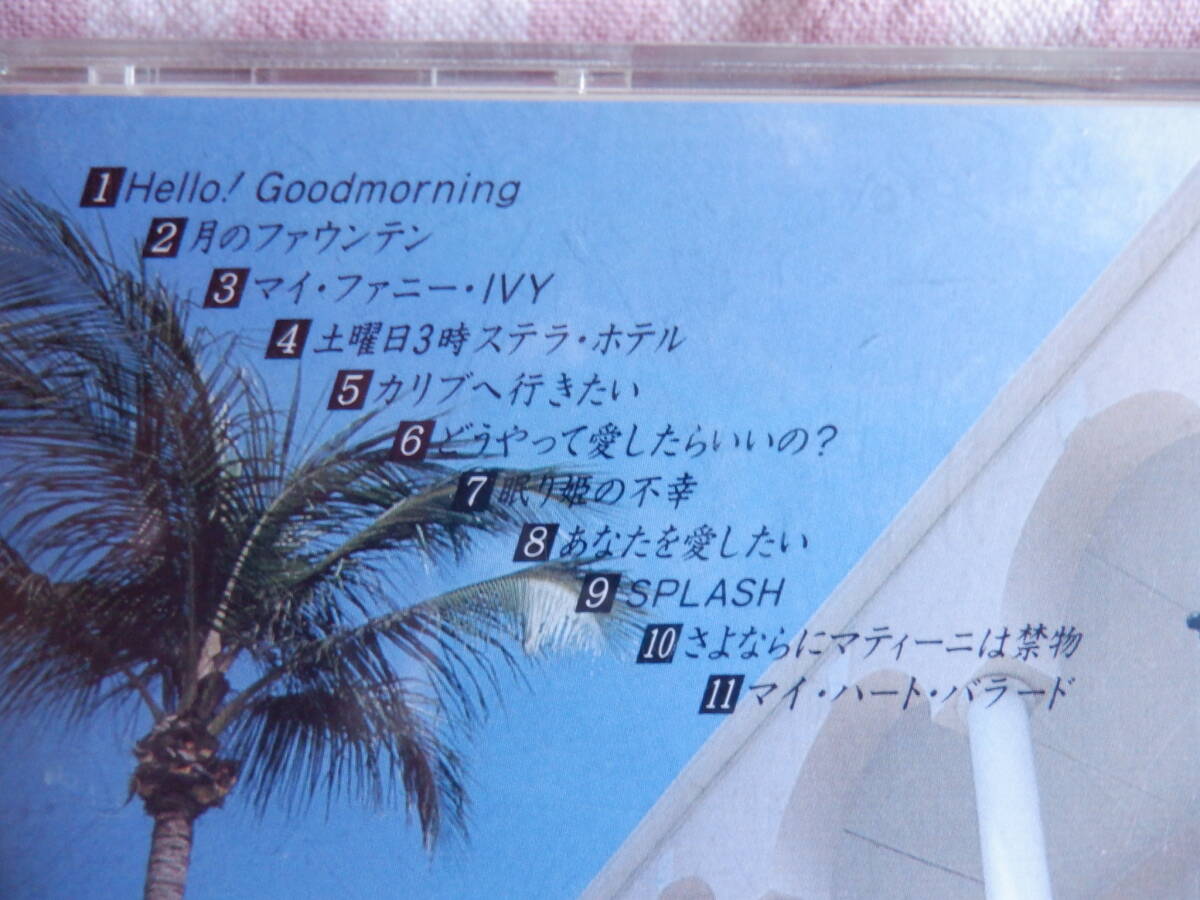 1 Hello! Goodmorning
2 月のファウンテン
3 マイ・ファニー・IVY
4 土曜日3時ステラ・ホテル
5 カリブへ行きたい
6 どうやって愛したらいいの?
7 眠り姫の不幸
8 あなたを愛したい
9 SPLASH
10 さよならにマティーニは禁物
11 マイ・ハート・バラード